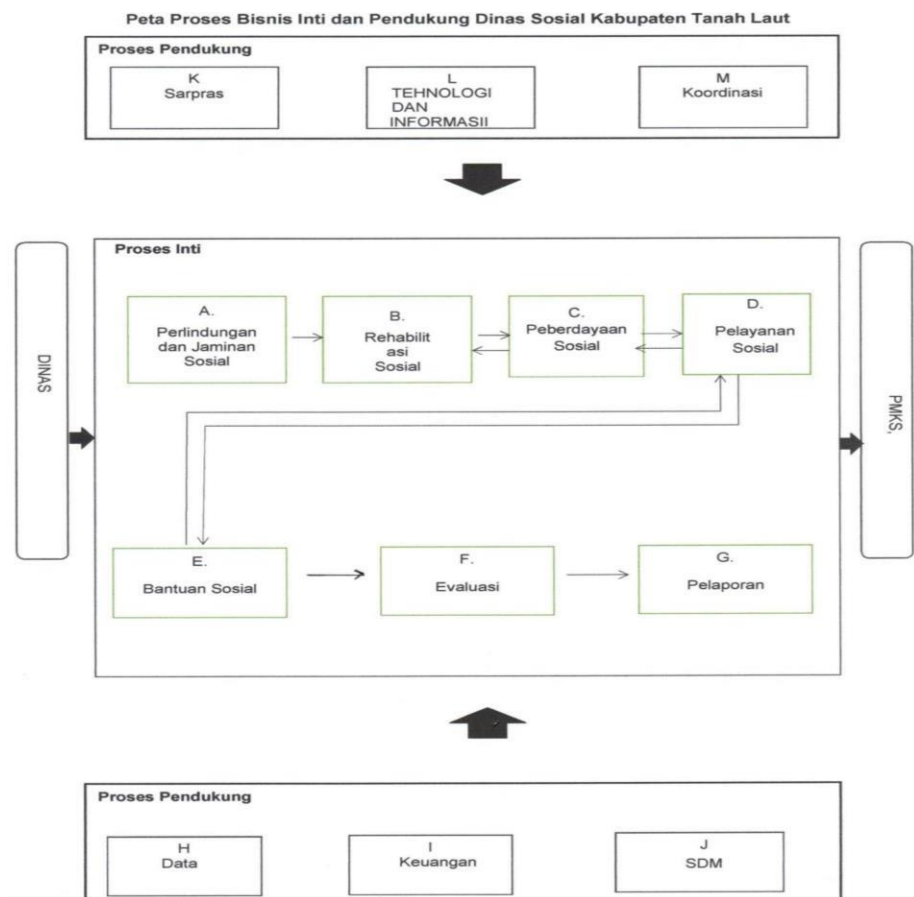 Peta Proses Bisnis Inti dan Pendukung Dinas Sosial Kabupaten Tanah Laut
Proses Pendukung
K
Sarpras
L
TEHNOLOGI
DAN
INFORMASII
M
Koordinasi
DINAS
Proses Inti
A.
Perlindungan
dan Jaminan
Sosial
B.
Rehabilit
asi
Sosial
C.
Peberdayaan
Sosial
D.
Pelayanan
Sosial
E.
Bantuan Sosial
F.
Evaluasi
G.
Pelaporan
PMKS,
Proses Pendukung
H
Data
I
Keuangan
J
SDM